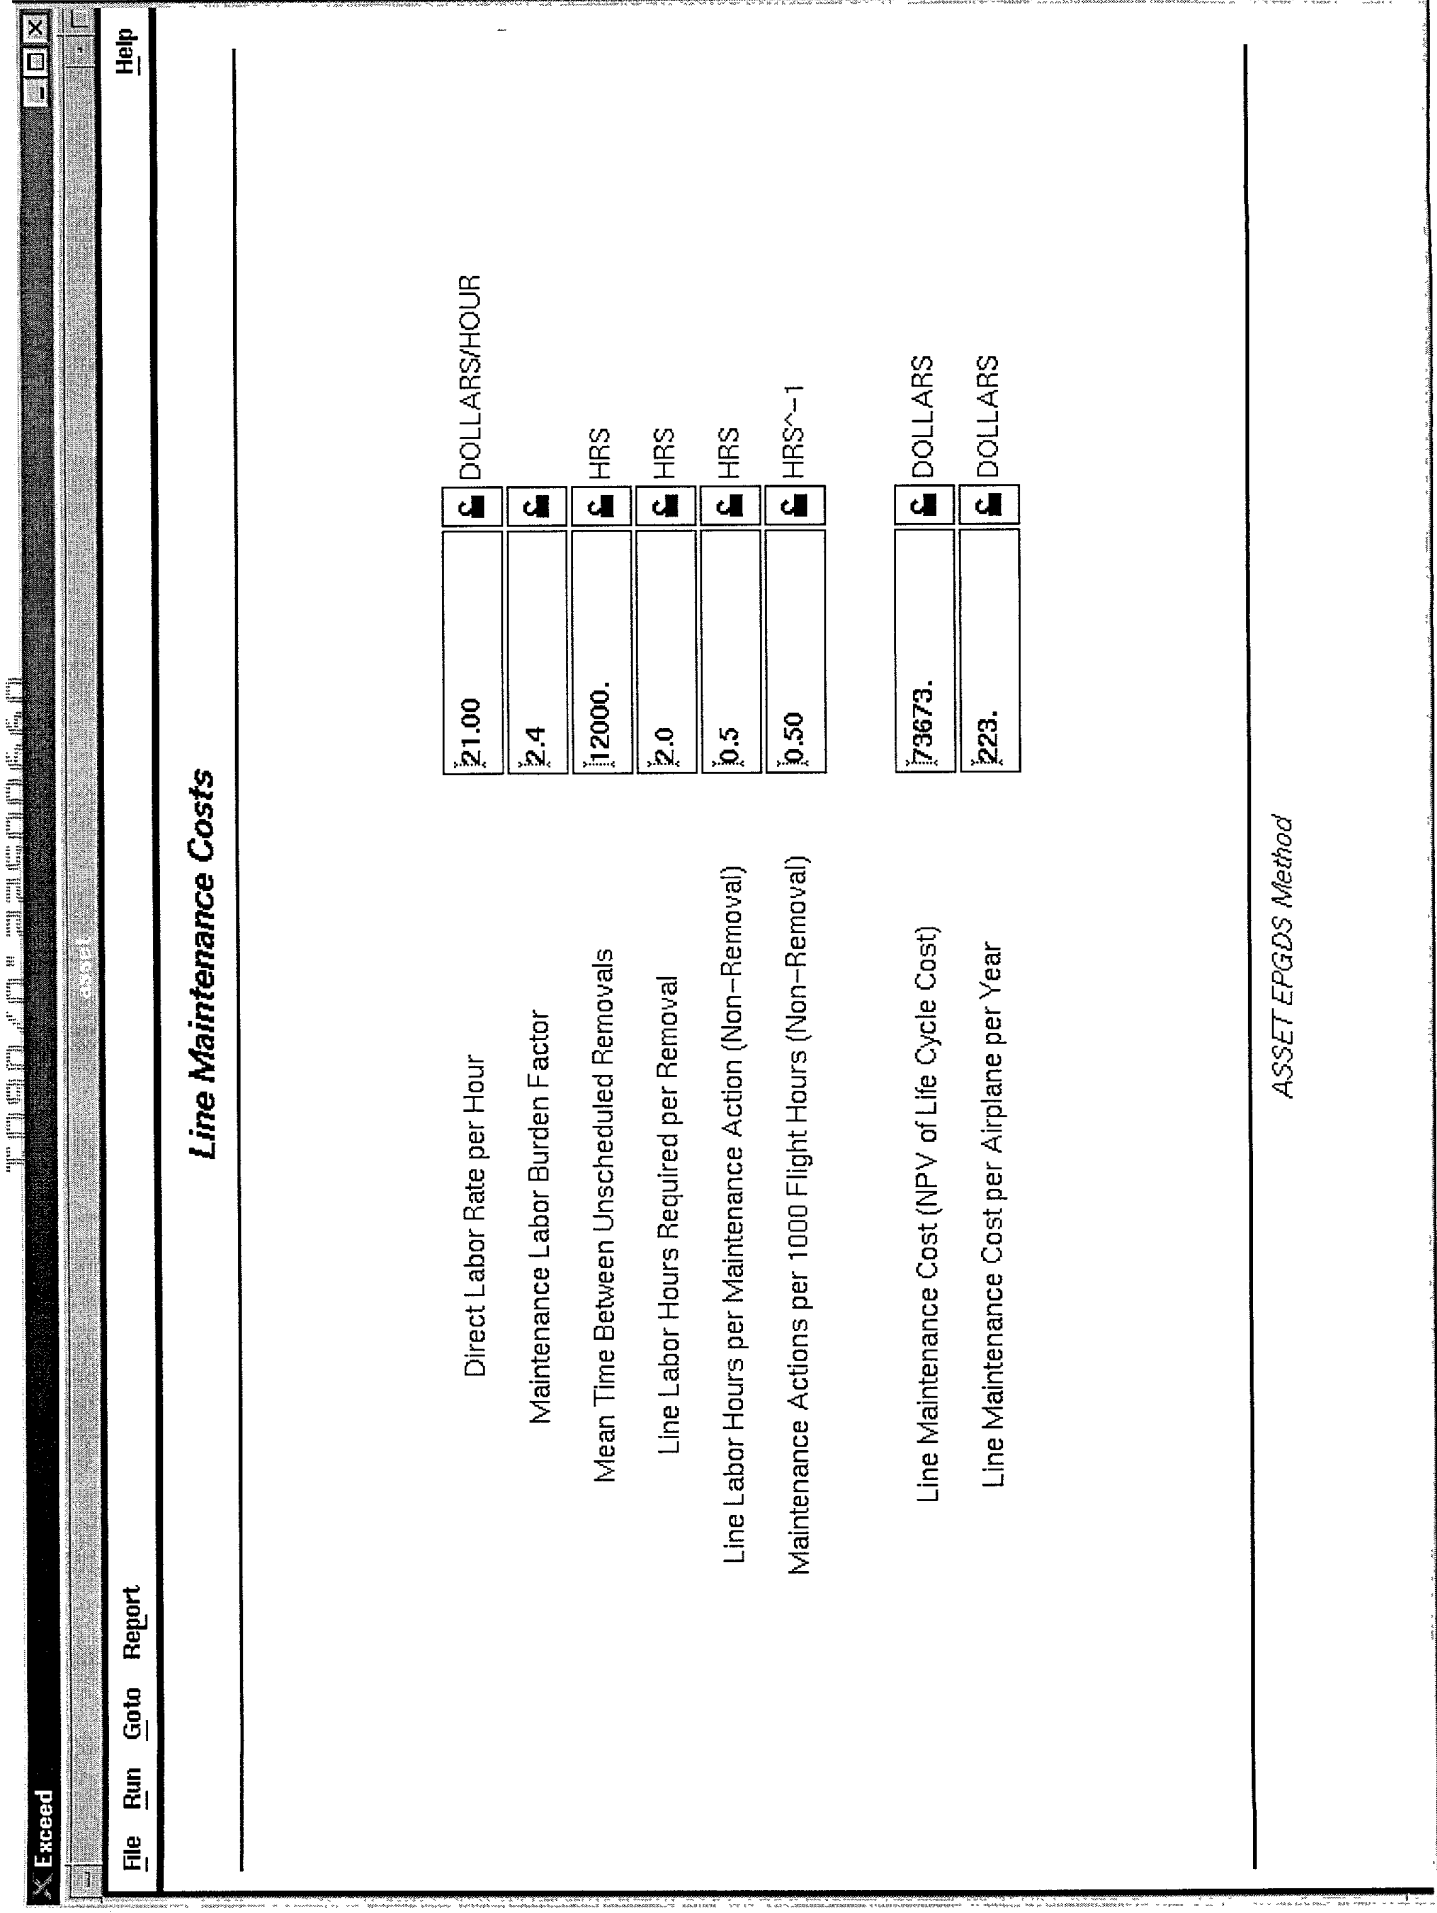 Exceed
asset
File Run Goto Report Help
Line Maintenance Costs
Direct Labor Rate per Hour 21.00 DOLLARS/HOUR
Maintenance Labor Burden Factor 2.4
Mean Time Between Unscheduled Removals 12000. HRS
Line Labor Hours Required per Removal 2.0 HRS
Line Labor Hours per Maintenance Action (Non-Removal) 0.5 HRS
Maintenance Actions per 1000 Flight Hours (Non-Removal) 0.50 HRS^-1
Line Maintenance Cost (NPV of Life Cycle Cost) 73673. DOLLARS
Line Maintenance Cost per Airplane per Year 223. DOLLARS
ASSET EPGDS Method